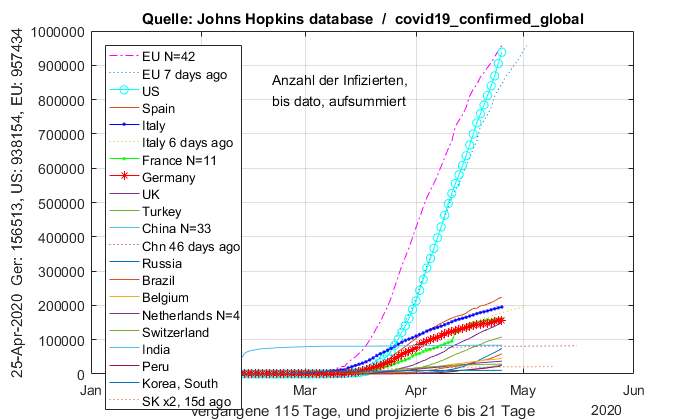 Quelle: Johns Hopkins database / covid19_confirmed_global
25-Apr-2020 Ger: 156513, US: 938154, EU: 957434
1000000
900000
800000
700000
600000
500000
400000
300000
200000
100000
0
EU N=42
EU 7 days ago
US
Spain
Italy
Italy 6 days ago
France N=11
Germany
UK
Turkey
China N=33
Chn 46 days ago
Russia
Brazil
Belgium
Netherlands N=4
Switzerland
India
Peru
Korea, South
SK x2, 15d ago
Anzahl der Infizierten,
bis dato, aufsummiert
Jan Mar Apr May Jun
vergangene 115 Tage, und projizierte 6 bis 21 Tage 2020